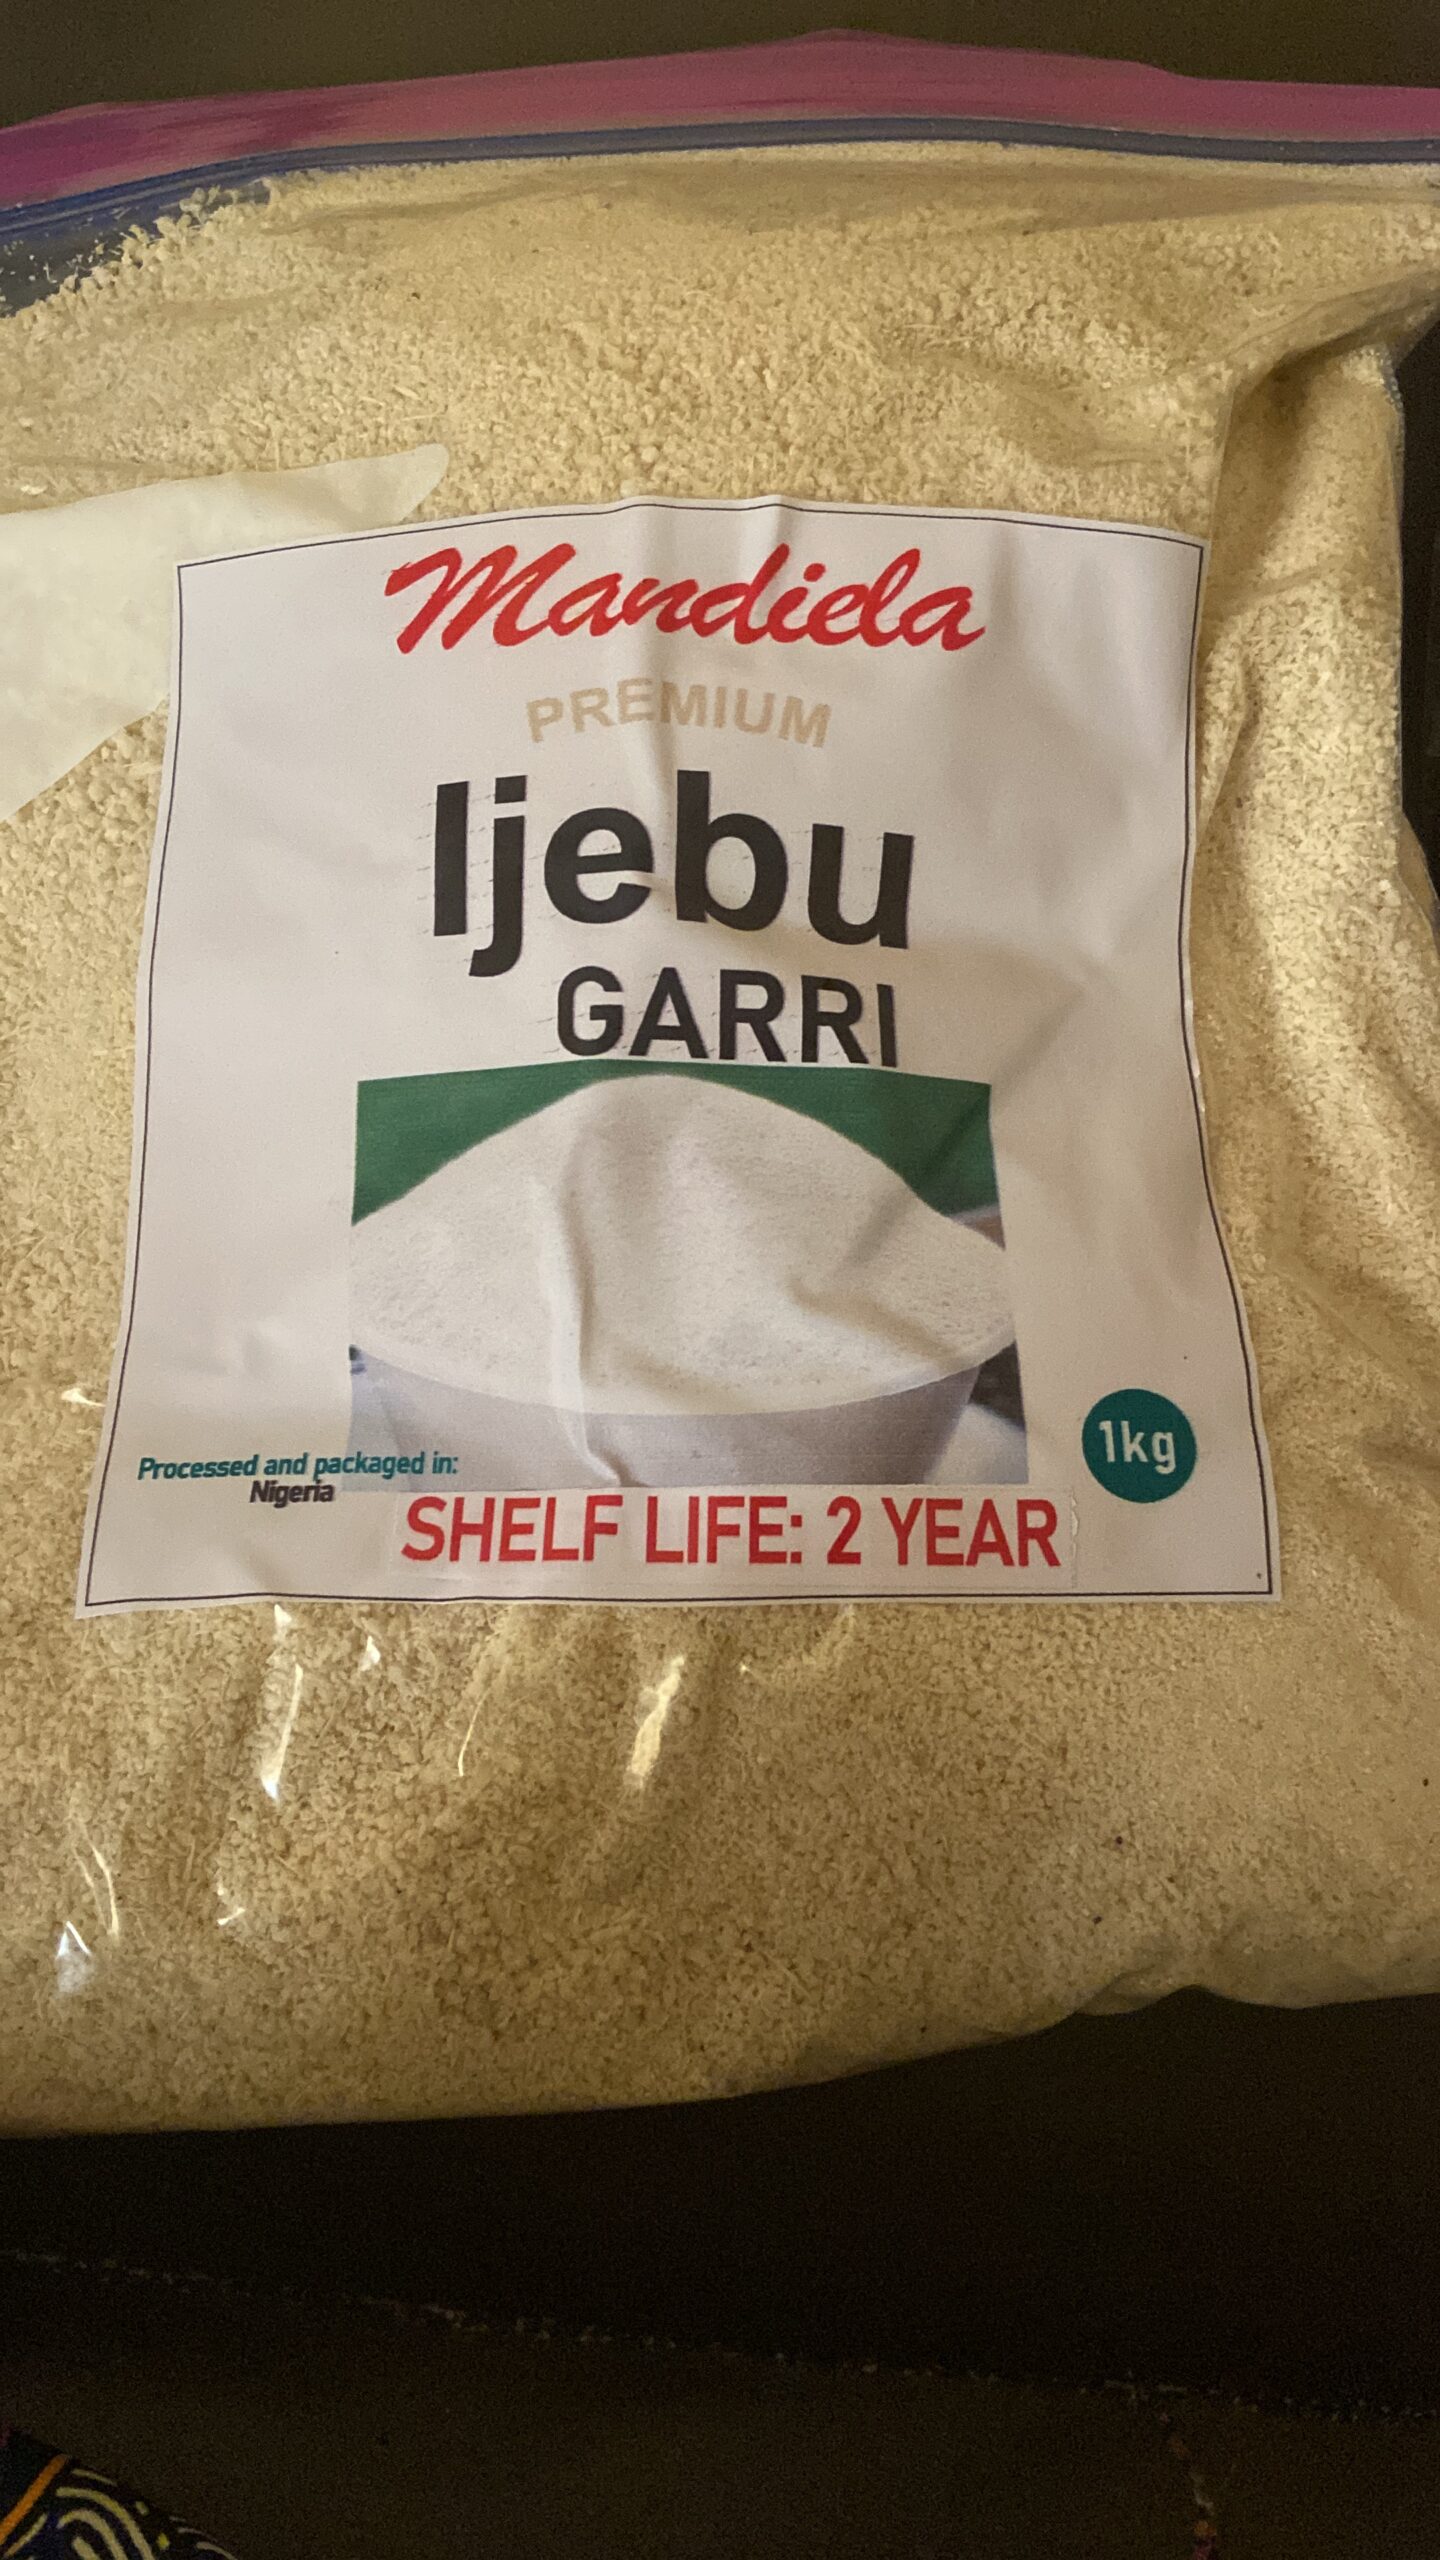 Mandiela
PREMIUM
Ijebu
GARRI
1kg
Processed and packaged in:
Nigeria
SHELF LIFE: 2 YEAR